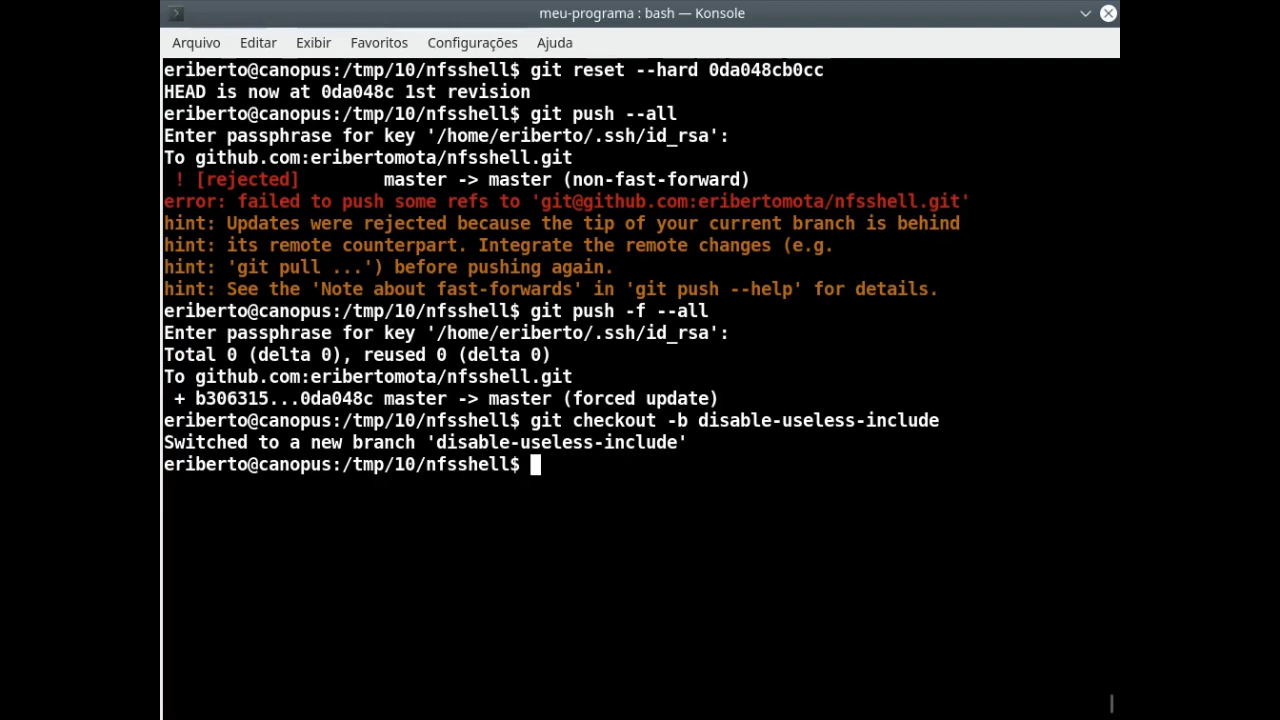 meu-programa : bash — Konsole
Arquivo Editar Exibir Favoritos Configurações Ajuda
eriberto@canopus:/tmp/10/nfsshell$ git reset --hard 0da048cb0cc
HEAD is now at 0da048c 1st revision
eriberto@canopus:/tmp/10/nfsshell$ git push --all
Enter passphrase for key '/home/eriberto/.ssh/id_rsa':
To github.com:eribertomota/nfsshell.git
 ! [rejected]        master -> master (non-fast-forward)
error: failed to push some refs to 'git@github.com:eribertomota/nfsshell.git'
hint: Updates were rejected because the tip of your current branch is behind
hint: its remote counterpart. Integrate the remote changes (e.g.
hint: 'git pull ...') before pushing again.
hint: See the 'Note about fast-forwards' in 'git push --help' for details.
eriberto@canopus:/tmp/10/nfsshell$ git push -f --all
Enter passphrase for key '/home/eriberto/.ssh/id_rsa':
Total 0 (delta 0), reused 0 (delta 0)
To github.com:eribertomota/nfsshell.git
 + b306315...0da048c master -> master (forced update)
eriberto@canopus:/tmp/10/nfsshell$ git checkout -b disable-useless-include
Switched to a new branch 'disable-useless-include'
eriberto@canopus:/tmp/10/nfsshell$